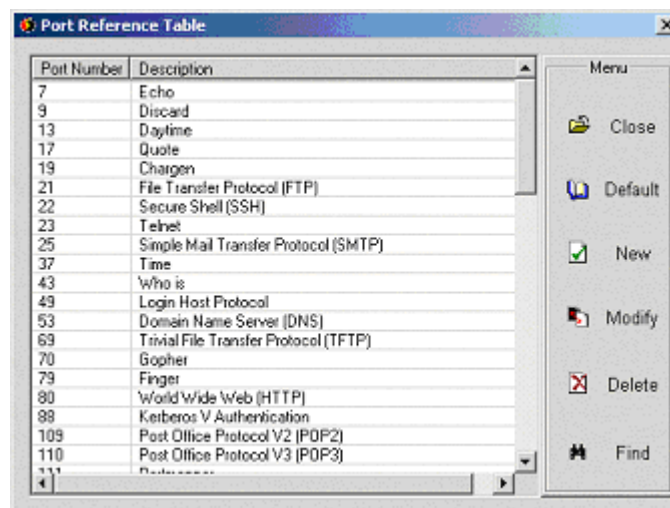 Port Reference Table
Port Number Description
7 Echo
9 Discard
13 Daytime
17 Quote
19 Chargen
21 File Transfer Protocol (FTP)
22 Secure Shell (SSH)
23 Telnet
25 Simple Mail Transfer Protocol (SMTP)
37 Time
43 Who is
49 Login Host Protocol
53 Domain Name Server (DNS)
69 Trivial File Transfer Protocol (TFTP)
70 Gopher
79 Finger
80 World Wide Web (HTTP)
88 Kerberos V Authentication
109 Post Office Protocol V2 (POP2)
110 Post Office Protocol V3 (POP3)
Menu
Close
Default
New
Modify
Delete
Find